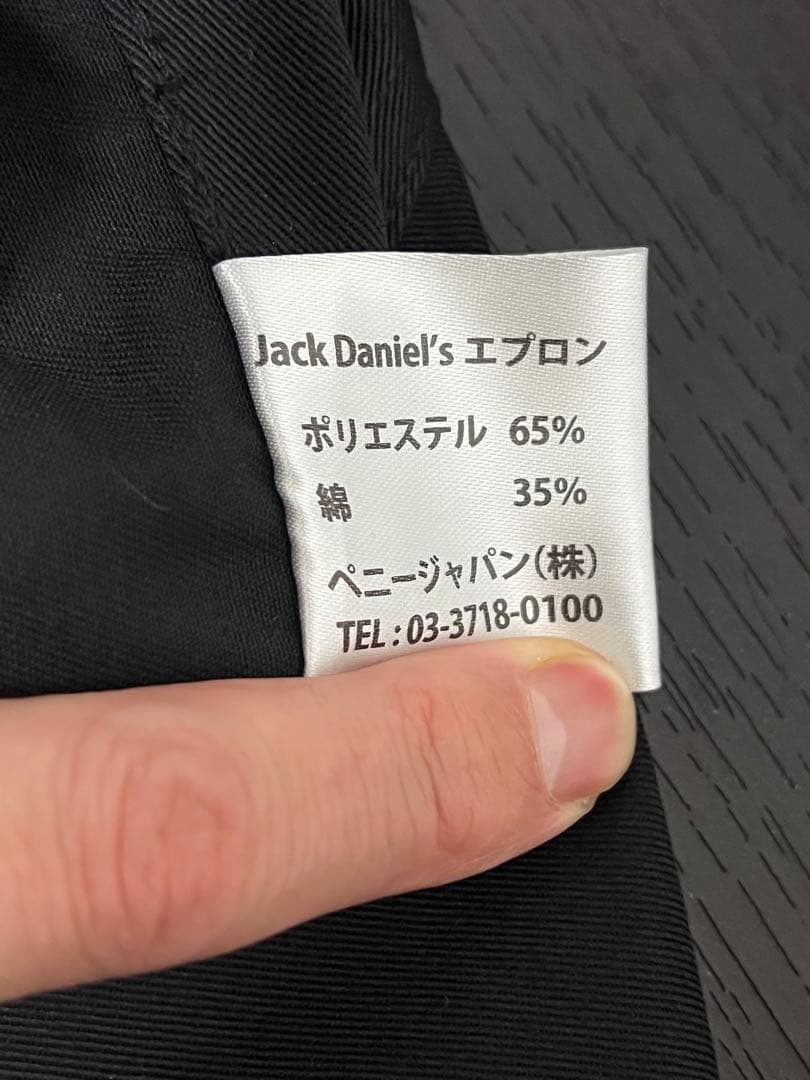 Jack Daniel's エプロン
ポリエステル 65%
綿 35%
ペニージャパン(株)
TEL : 03-3718-0100